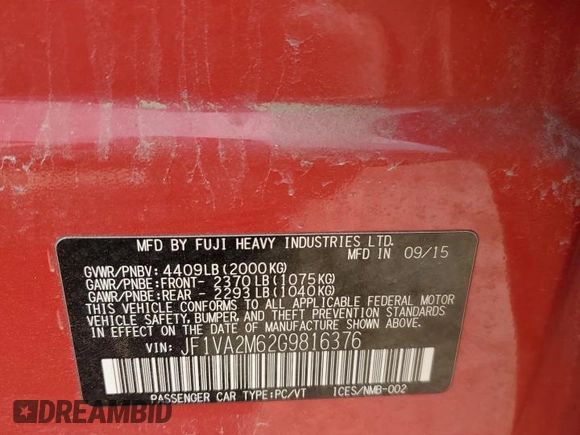 MFD BY FUJI HEAVY INDUSTRIES LTD.
MFD IN 09/15
GVWR/PNBV: 4409LB(2000KG)
GAWR/PNBE:FRONT- 2370LB(1075KG)
GAWR/PNBE:REAR - 2293LB(1040KG)
THIS VEHICLE CONFORMS TO ALL APPLICABLE FEDERAL MOTOR
VEHICLE SAFETY,BUMPER,AND THEFT PREVENTION STANDARDS
IN EFFECT ON THE DATE OF MANUFACTURE SHOWN ABOVE.
VIN: JF1VA2M62G9816376
PASSENGER CAR TYPE:PC/VT ICES/NMB-002
DREAMBID